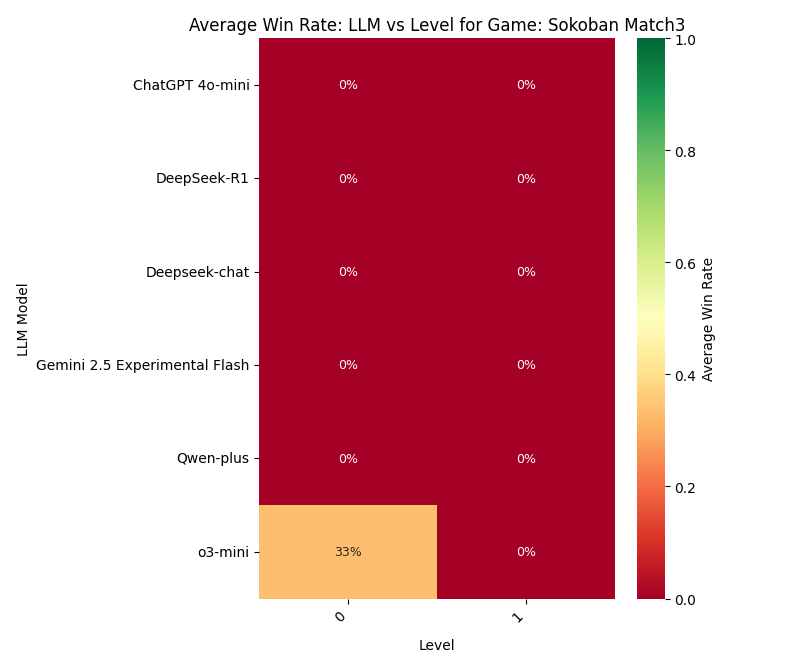 Average Win Rate: LLM vs Level for Game: Sokoban Match3
LLM Model
ChatGPT 4o-mini 0% 0%
DeepSeek-R1 0% 0%
Deepseek-chat 0% 0%
Gemini 2.5 Experimental Flash 0% 0%
Qwen-plus 0% 0%
o3-mini 33% 0%
0 1
Level
1.0
0.8
0.6
0.4
0.2
0.0
Average Win Rate